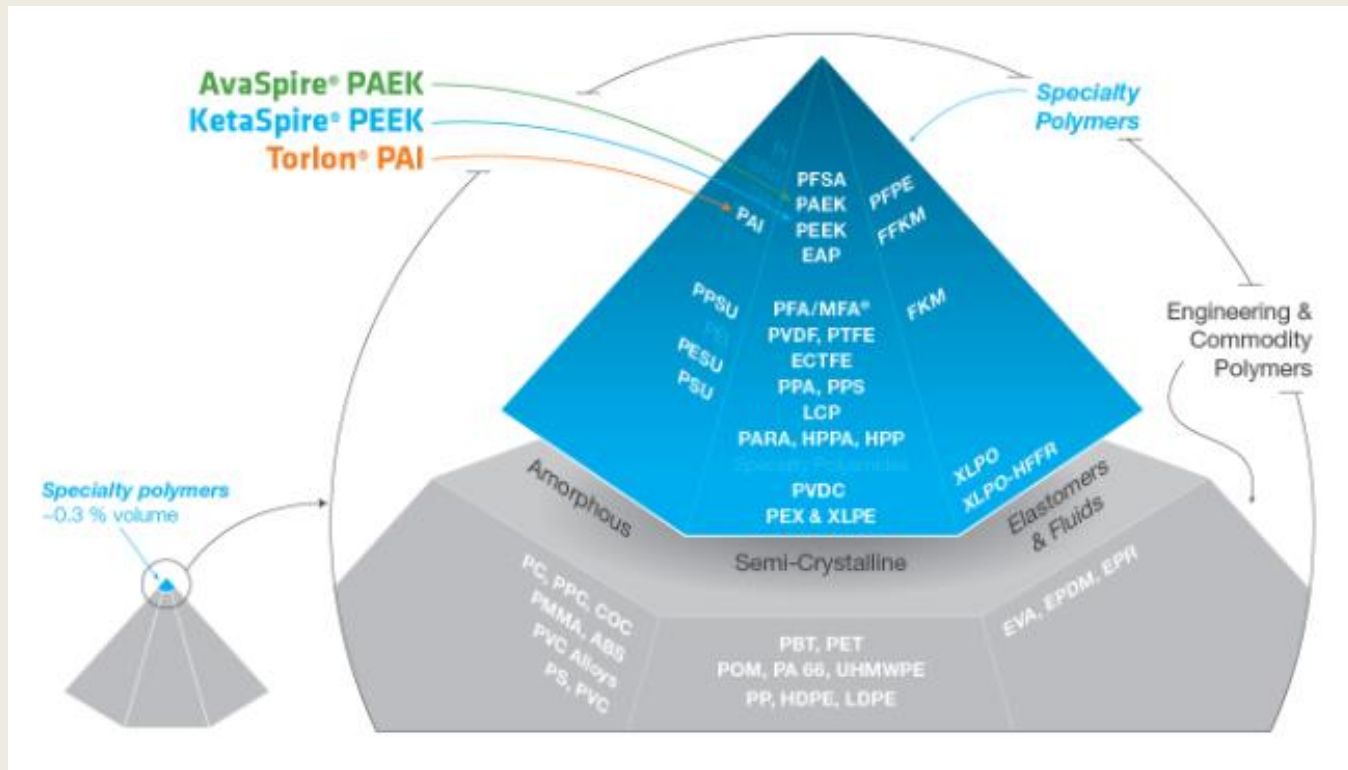 AvaSpire® PAEK
KetaSpire® PEEK
Torlon® PAI
Specialty
Polymers
PFSA
PAEK
PEEK
EAP
PAI
PFPE
FFKM
PPSU
PEI
PESU
PSU
PFA/MFA®
PVDF, PTFE
ECTFE
PPA, PPS
LCP
PARA, HPPA, HPP
Specialty Polyamides
PVDC
PEX & XLPE
FKM
XLPO
XLPO-HFFR
Engineering &
Commodity
Polymers
Amorphous
Semi-Crystalline
Elastomers
& Fluids
Specialty polymers
~0.3 % volume
PC, PPC, COC
PMMA, ABS
PVC Alloys
PS, PVC
PBT, PET
POM, PA 66, UHMWPE
PP, HDPE, LDPE
EVA, EPDM, EPR